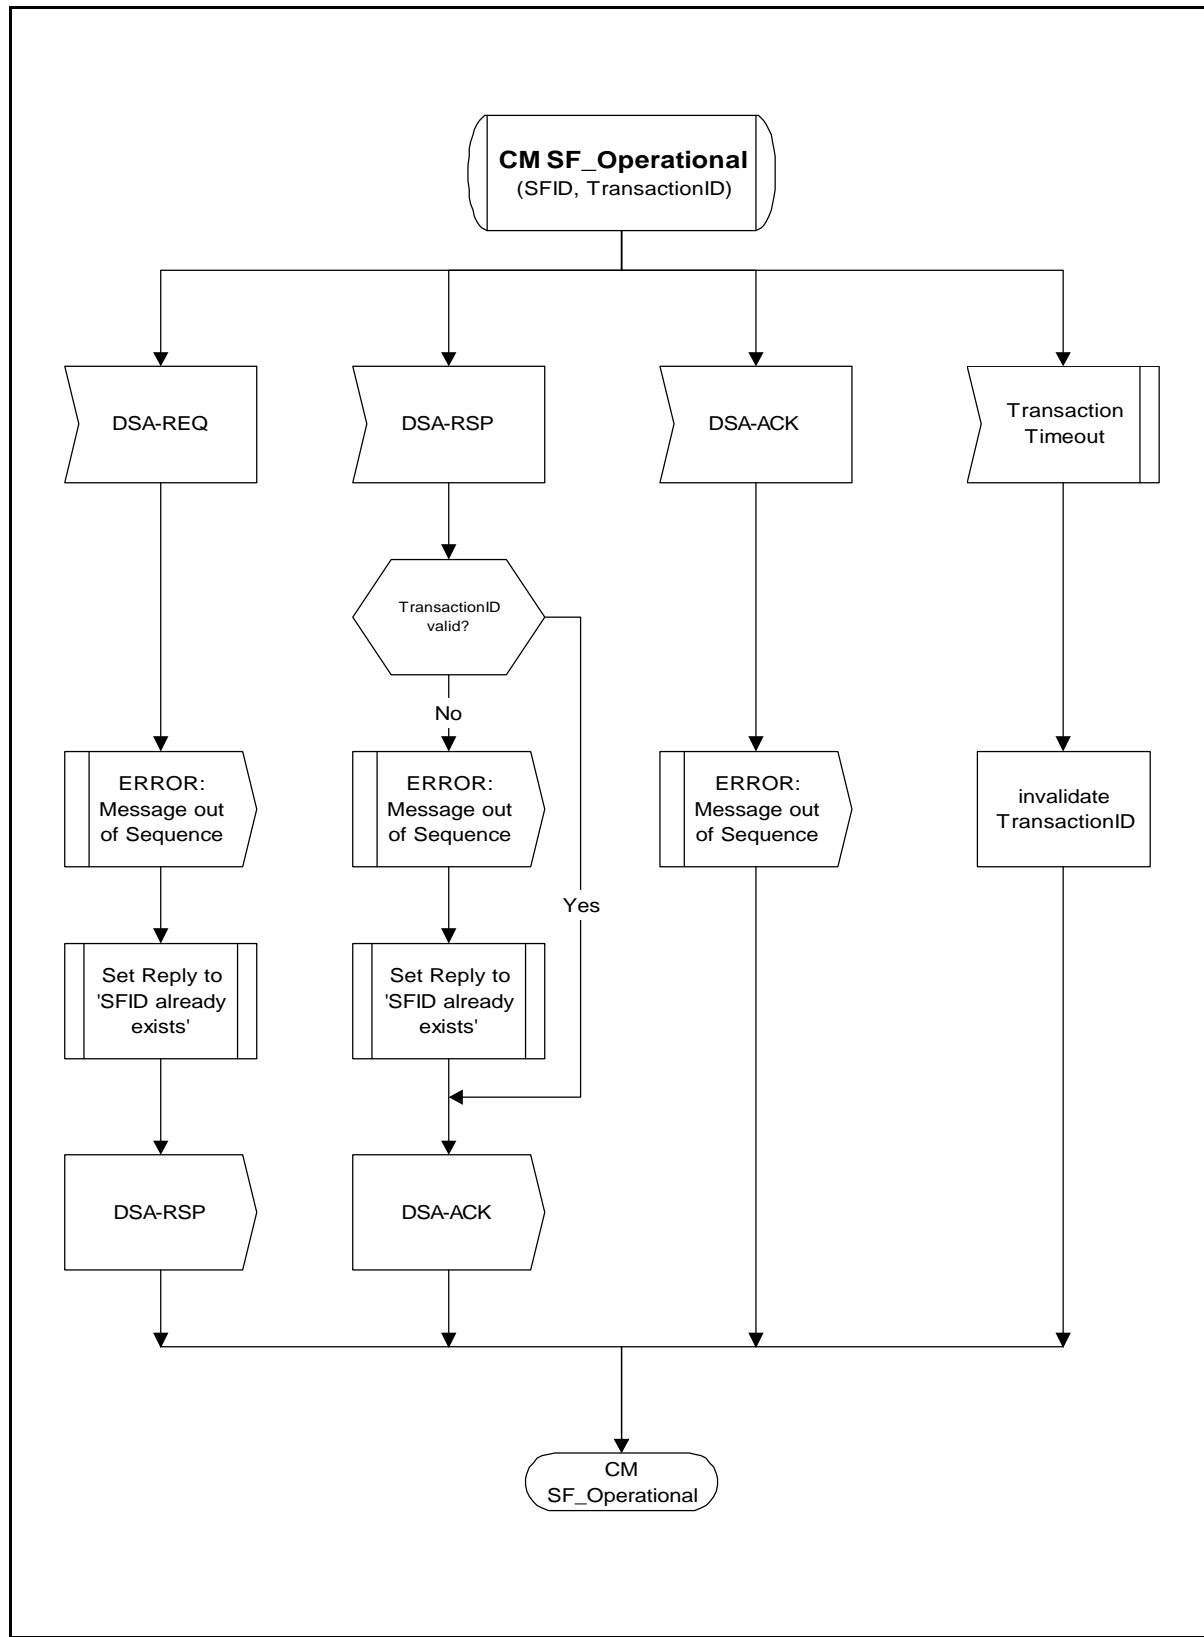 CM SF_Operational
(SFID, TransactionID)
DSA-REQ
DSA-RSP
DSA-ACK
Transaction
Timeout
TransactionID
valid?
No
ERROR:
Message out
of Sequence
ERROR:
Message out
of Sequence
ERROR:
Message out
of Sequence
invalidate
TransactionID
Yes
Set Reply to
'SFID already
exists'
Set Reply to
'SFID already
exists'
DSA-RSP
DSA-ACK
CM
SF_Operational